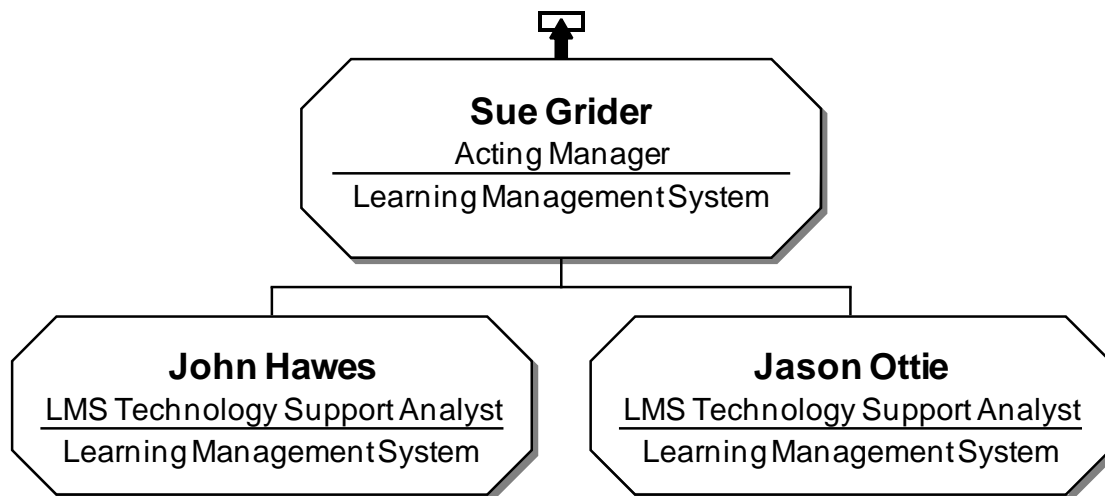 Sue Grider
Acting Manager
Learning Management System
John Hawes
LMS Technology Support Analyst
Learning Management System
Jason Ottie
LMS Technology Support Analyst
Learning Management System